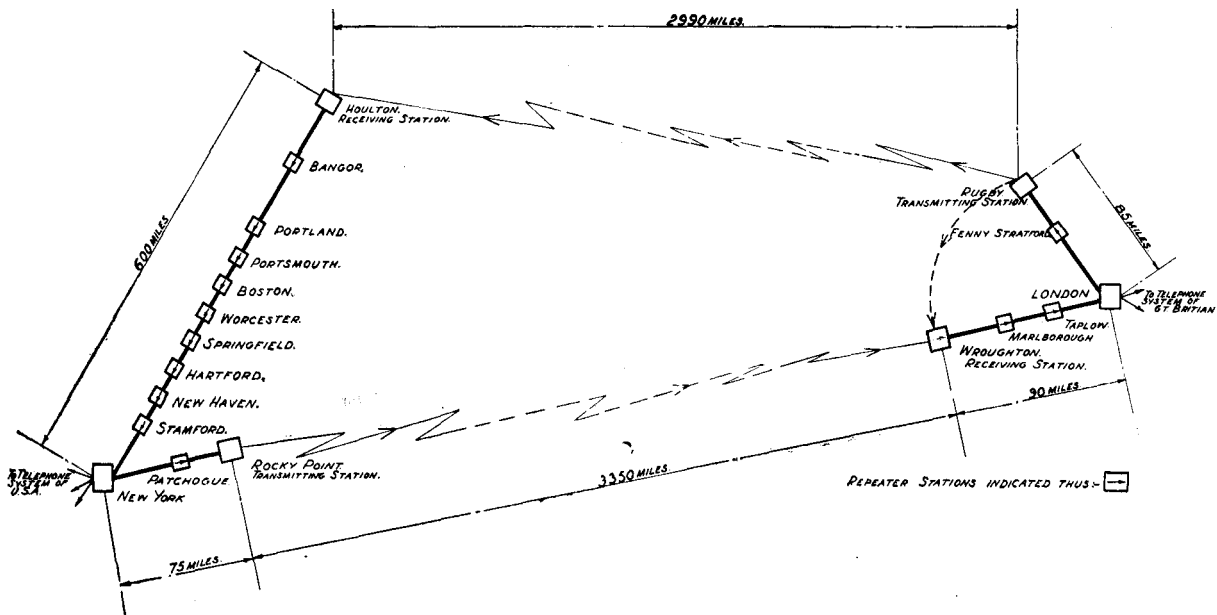 2990 MILES.
HOULTON.
RECEIVING STATION.
BANGOR.
PORTLAND.
PORTSMOUTH.
BOSTON.
WORCESTER.
SPRINGFIELD.
HARTFORD.
NEW HAVEN.
STAMFORD.
600 MILES
RUGBY
TRANSMITTING STATION
FENNY STRATFORD
85 MILES.
LONDON
TO TELEPHONE
SYSTEM OF
GT BRITIAN
TAPLOW
MARLBOROUGH
WROUGHTON.
RECEIVING STATION.
90 MILES
3350 MILES
ROCKY POINT
TRANSMITTING STATION.
PATCHOGUE
NEW YORK
TO TELEPHONE
SYSTEM OF
U.S.A.
75 MILES.
REPEATER STATIONS INDICATED THUS:-